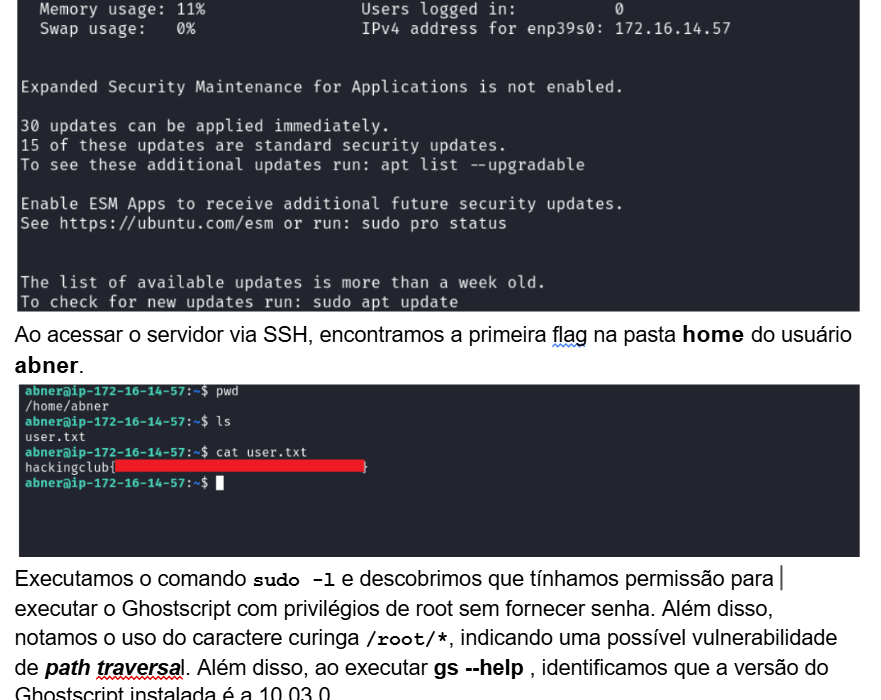 Memory usage: 11% Users logged in: 0
Swap usage: 0% IPv4 address for enp39s0: 172.16.14.57
Expanded Security Maintenance for Applications is not enabled.
30 updates can be applied immediately.
15 of these updates are standard security updates.
To see these additional updates run: apt list --upgradable
Enable ESM Apps to receive additional future security updates.
See https://ubuntu.com/esm or run: sudo pro status
The list of available updates is more than a week old.
To check for new updates run: sudo apt update
Ao acessar o servidor via SSH, encontramos a primeira flag na pasta home do usuário
abner.
abner@ip-172-16-14-57:~$ pwd
/home/abner
abner@ip-172-16-14-57:~$ ls
user.txt
abner@ip-172-16-14-57:~$ cat user.txt
hackingclub{ }
abner@ip-172-16-14-57:~$
Executamos o comando sudo -l e descobrimos que tínhamos permissão para
executar o Ghostscript com privilégios de root sem fornecer senha. Além disso,
notamos o uso do caractere curinga /root/*, indicando uma possível vulnerabilidade
de path traversal. Além disso, ao executar gs --help , identificamos que a versão do
Ghostscript instalada é a 10.03.0